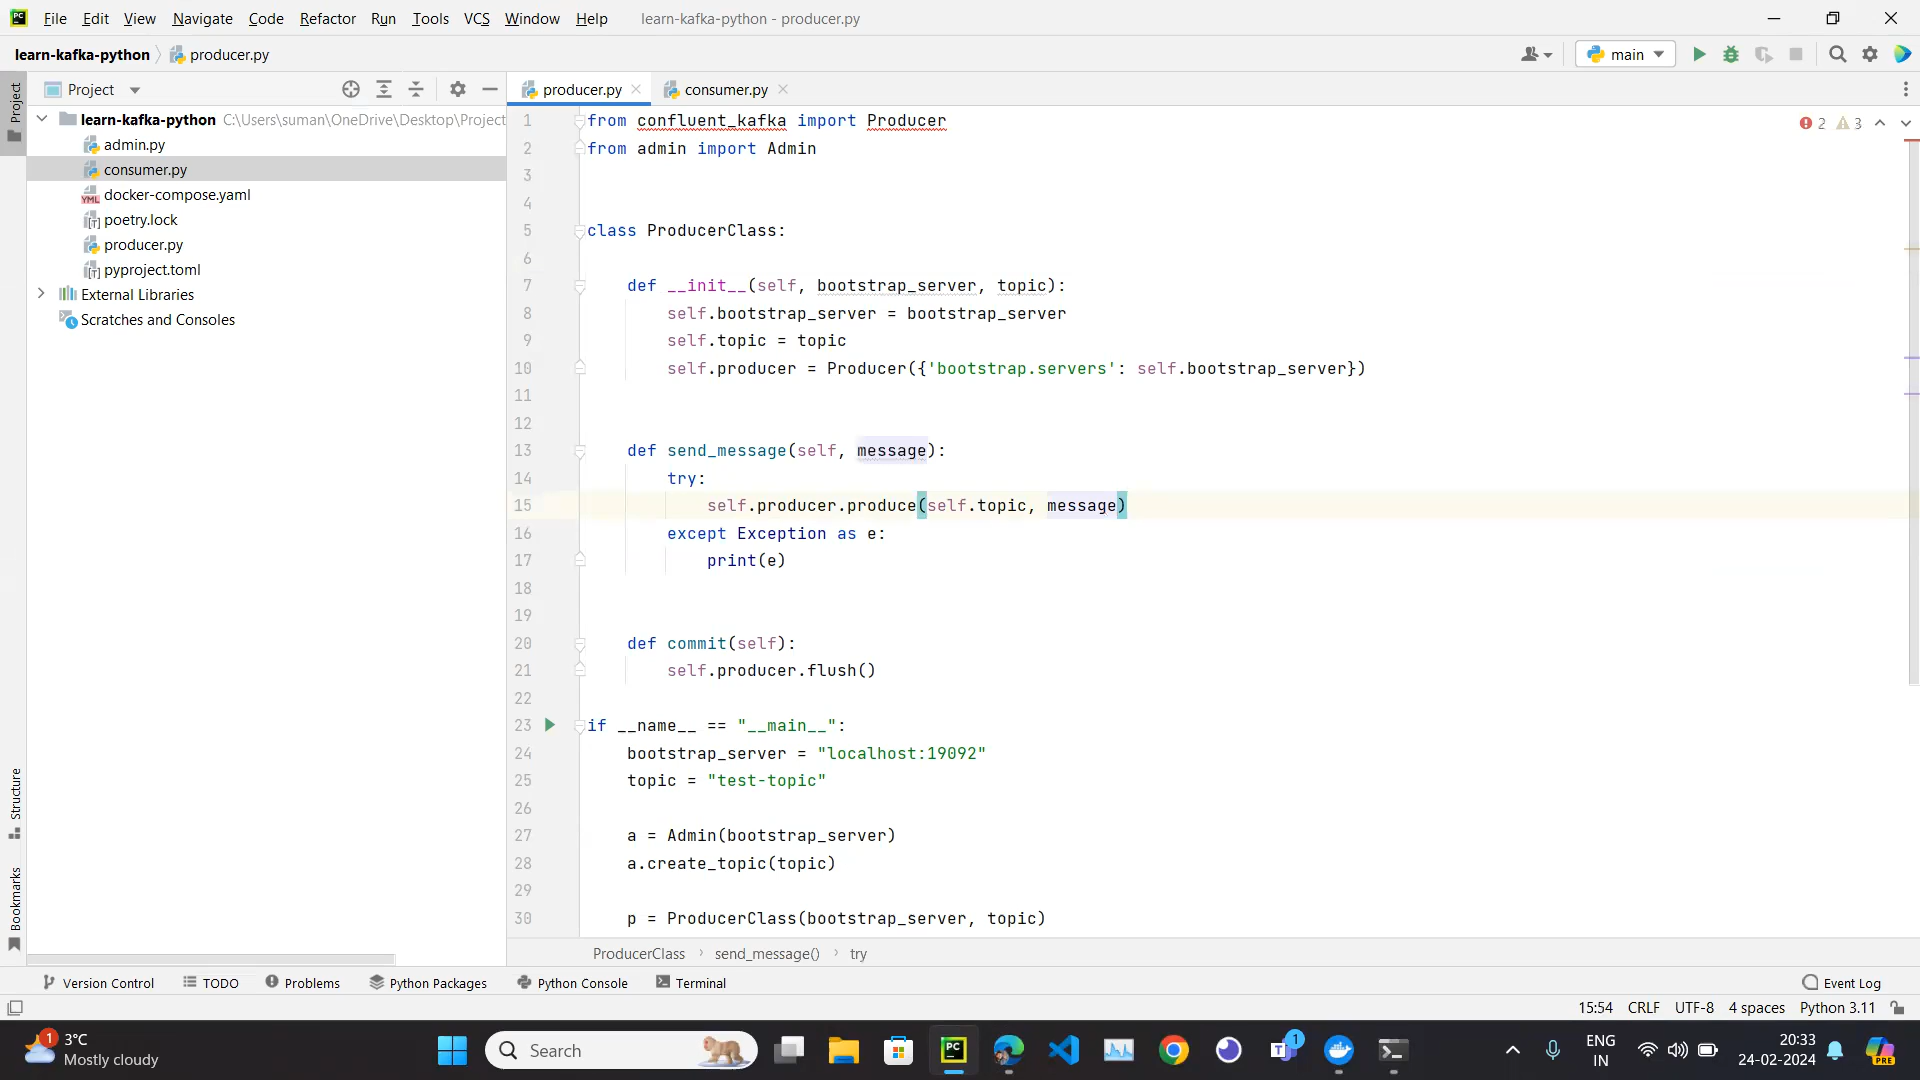 PC File Edit View Navigate Code Refactor Run Tools VCS Window Help learn-kafka-python - producer.py
learn-kafka-python producer.py main
Project producer.py consumer.py
Project
learn-kafka-python C:\Users\suman\OneDrive\Desktop\Project
admin.py
consumer.py
docker-compose.yaml
poetry.lock
producer.py
pyproject.toml
External Libraries
Scratches and Consoles
Structure
Bookmarks
2 3
1 from confluent_kafka import Producer
2 from admin import Admin
3
4
5 class ProducerClass:
6
7 def __init__(self, bootstrap_server, topic):
8 self.bootstrap_server = bootstrap_server
9 self.topic = topic
10 self.producer = Producer({'bootstrap.servers': self.bootstrap_server})
11
12
13 def send_message(self, message):
14 try:
15 self.producer.produce(self.topic, message)
16 except Exception as e:
17 print(e)
18
19
20 def commit(self):
21 self.producer.flush()
22
23 if __name__ == "__main__":
24 bootstrap_server = "localhost:19092"
25 topic = "test-topic"
26
27 a = Admin(bootstrap_server)
28 a.create_topic(topic)
29
30 p = ProducerClass(bootstrap_server, topic)
ProducerClass send_message() try
Version Control TODO Problems Python Packages Python Console Terminal Event Log
15:54 CRLF UTF-8 4 spaces Python 3.11
1 3°C
Mostly cloudy
Search
PC
1
ENG
IN
20:33
24-02-2024
PRE